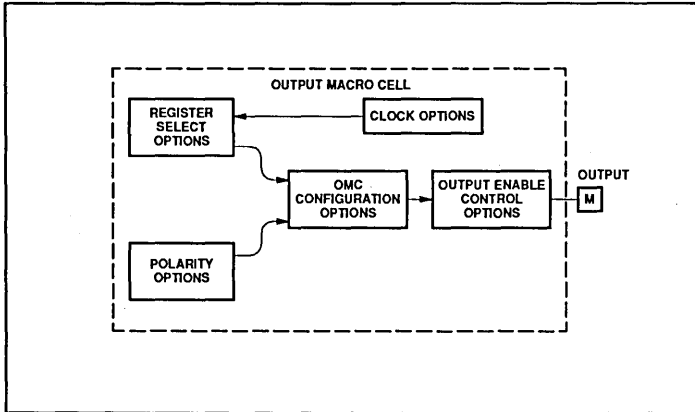 OUTPUT MACRO CELL
REGISTER
SELECT
OPTIONS
CLOCK OPTIONS
OMC
CONFIGURATION
OPTIONS
OUTPUT ENABLE
CONTROL
OPTIONS
OUTPUT
M
POLARITY
OPTIONS